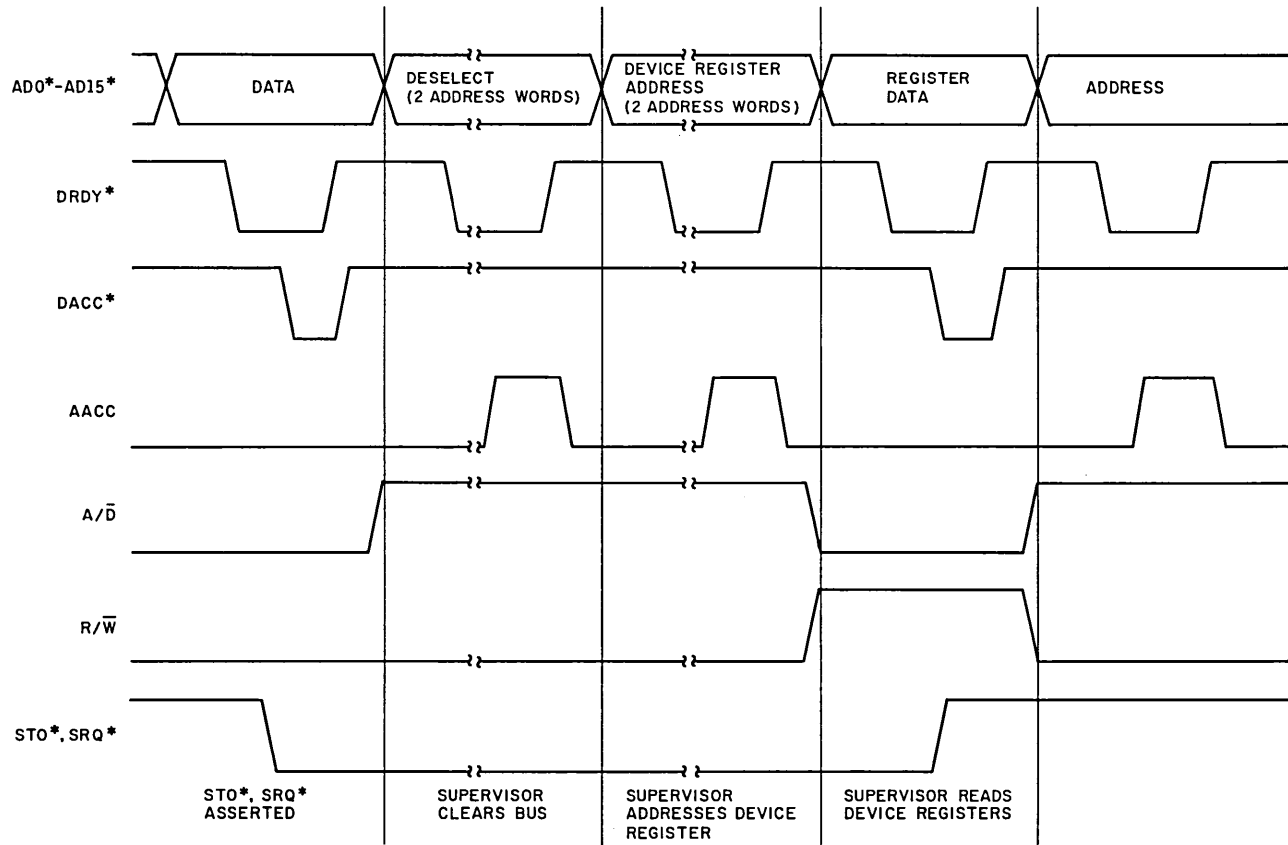 AD0*-AD15*
DATA
DESELECT
(2 ADDRESS WORDS)
DEVICE REGISTER
ADDRESS
(2 ADDRESS WORDS)
REGISTER
DATA
ADDRESS
DRDY*
DACC*
AACC
A/D̅
R/W̅
STO*, SRQ*
STO*, SRQ*
ASSERTED
SUPERVISOR
CLEARS BUS
SUPERVISOR
ADDRESSES DEVICE
REGISTER
SUPERVISOR READS
DEVICE REGISTERS